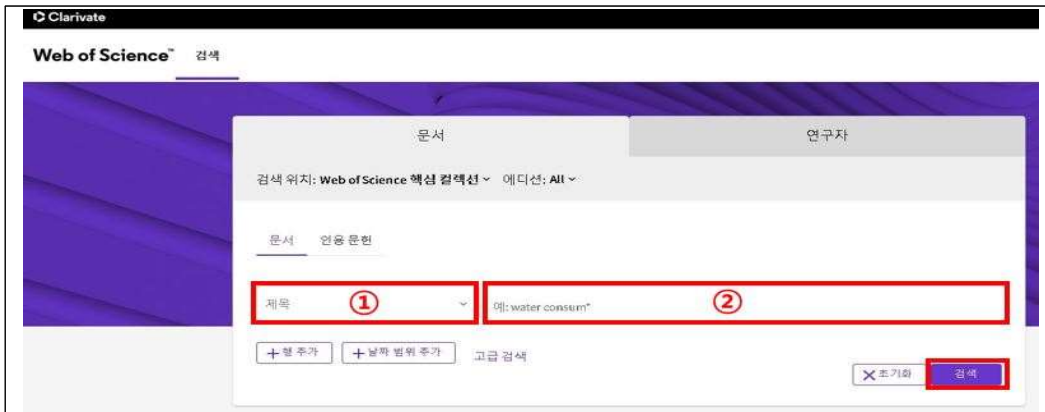 Clarivate
Web of Science™ 검색
문서 연구자
검색 위치: Web of Science 핵심 컬렉션 에디션: All
문서 인용 문헌
제목 ① 예: water consum* ②
+ 행 추가 + 날짜 범위 추가 고급 검색
X 초기화 검색